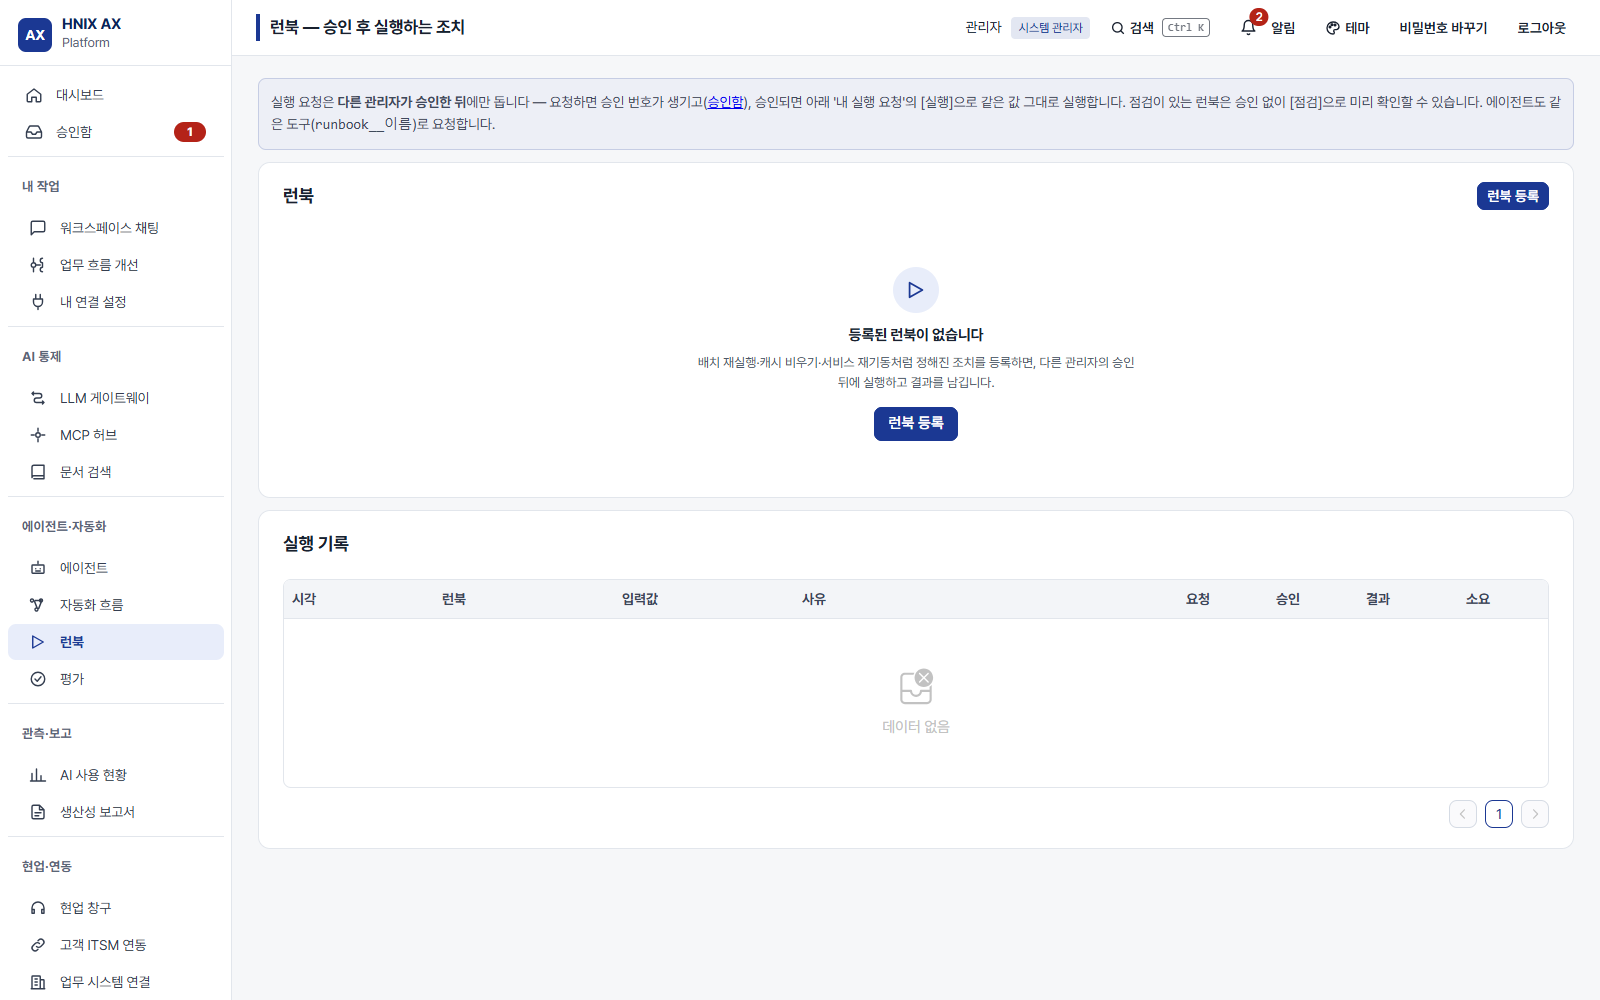 AX
HNIX AX
Platform
대시보드
승인함
1
내 작업
워크스페이스 채팅
업무 흐름 개선
내 연결 설정
AI 통제
LLM 게이트웨이
MCP 허브
문서 검색
에이전트·자동화
에이전트
자동화 흐름
런북
평가
관측·보고
AI 사용 현황
생산성 보고서
현업·연동
현업 창구
고객 ITSM 연동
업무 시스템 연결
런북 — 승인 후 실행하는 조치
관리자
시스템 관리자
검색
Ctrl K
2
알림
테마
비밀번호 바꾸기
로그아웃
실행 요청은 다른 관리자가 승인한 뒤에만 돕니다 — 요청하면 승인 번호가 생기고(승인함), 승인되면 아래 '내 실행 요청'의 [실행]으로 같은 값 그대로 실행합니다. 점검이 있는 런북은 승인 없이 [점검]으로 미리 확인할 수 있습니다. 에이전트도 같
은 도구(runbook__이름)로 요청합니다.
런북
런북 등록
등록된 런북이 없습니다
배치 재실행·캐시 비우기·서비스 재기동처럼 정해진 조치를 등록하면, 다른 관리자의 승인
뒤에 실행하고 결과를 남깁니다.
런북 등록
실행 기록
시각 런북 입력값 사유 요청 승인 결과 소요
데이터 없음
1